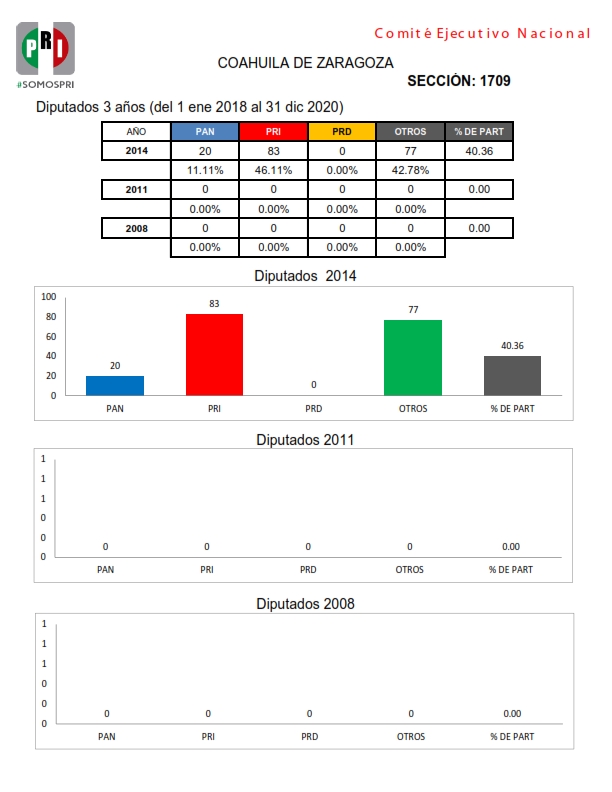 PRI
#SOMOSPRI
Comité Ejecutivo Nacional
COAHUILA DE ZARAGOZA
SECCIÓN: 1709
Diputados 3 años (del 1 ene 2018 al 31 dic 2020)
AÑO PAN PRI PRD OTROS % DE PART
2014 20 83 0 77 40.36
11.11% 46.11% 0.00% 42.78%
2011 0 0 0 0 0.00
0.00% 0.00% 0.00% 0.00%
2008 0 0 0 0 0.00
0.00% 0.00% 0.00% 0.00%
Diputados 2014
100
80
60
40
20
0
20 83 0 77 40.36
PAN PRI PRD OTROS % DE PART
Diputados 2011
1
1
1
0
0
0
0 0 0 0 0.00
PAN PRI PRD OTROS % DE PART
Diputados 2008
1
1
1
0
0
0
0 0 0 0 0.00
PAN PRI PRD OTROS % DE PART